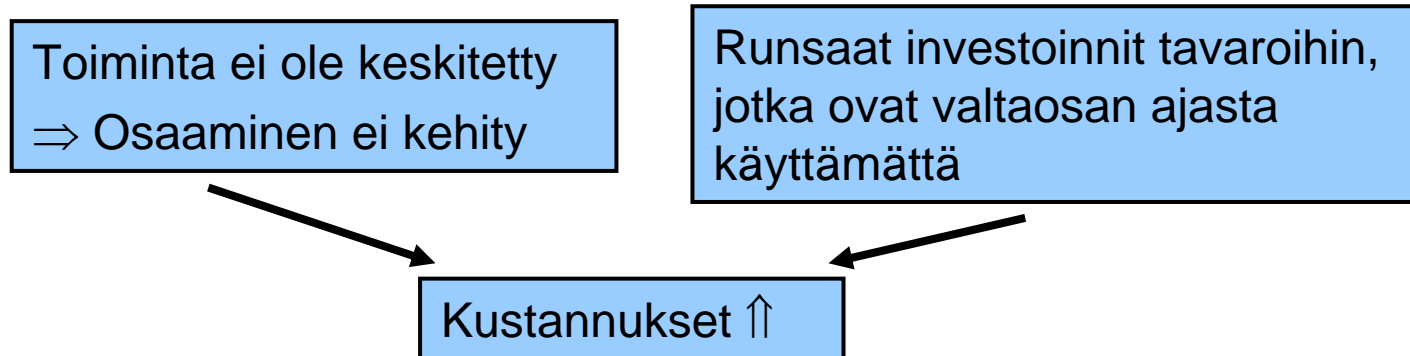 Toiminta ei ole keskitetty
⇒ Osaaminen ei kehity
Runsaat investoinnit tavaroihin,
jotka ovat valtaosan ajasta
käyttämättä
Kustannukset ⇑